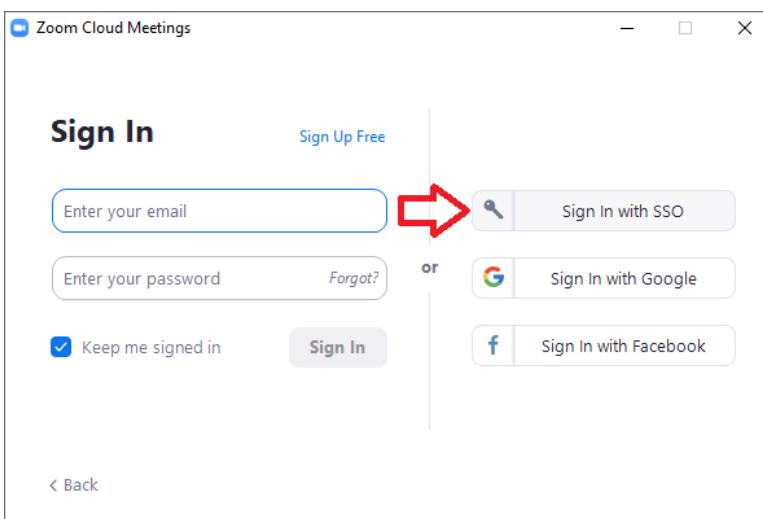 Zoom Cloud Meetings
Sign In
Sign Up Free
Enter your email
Enter your password
Forgot?
Keep me signed in
Sign In
or
Sign In with SSO
Sign In with Google
Sign In with Facebook
< Back